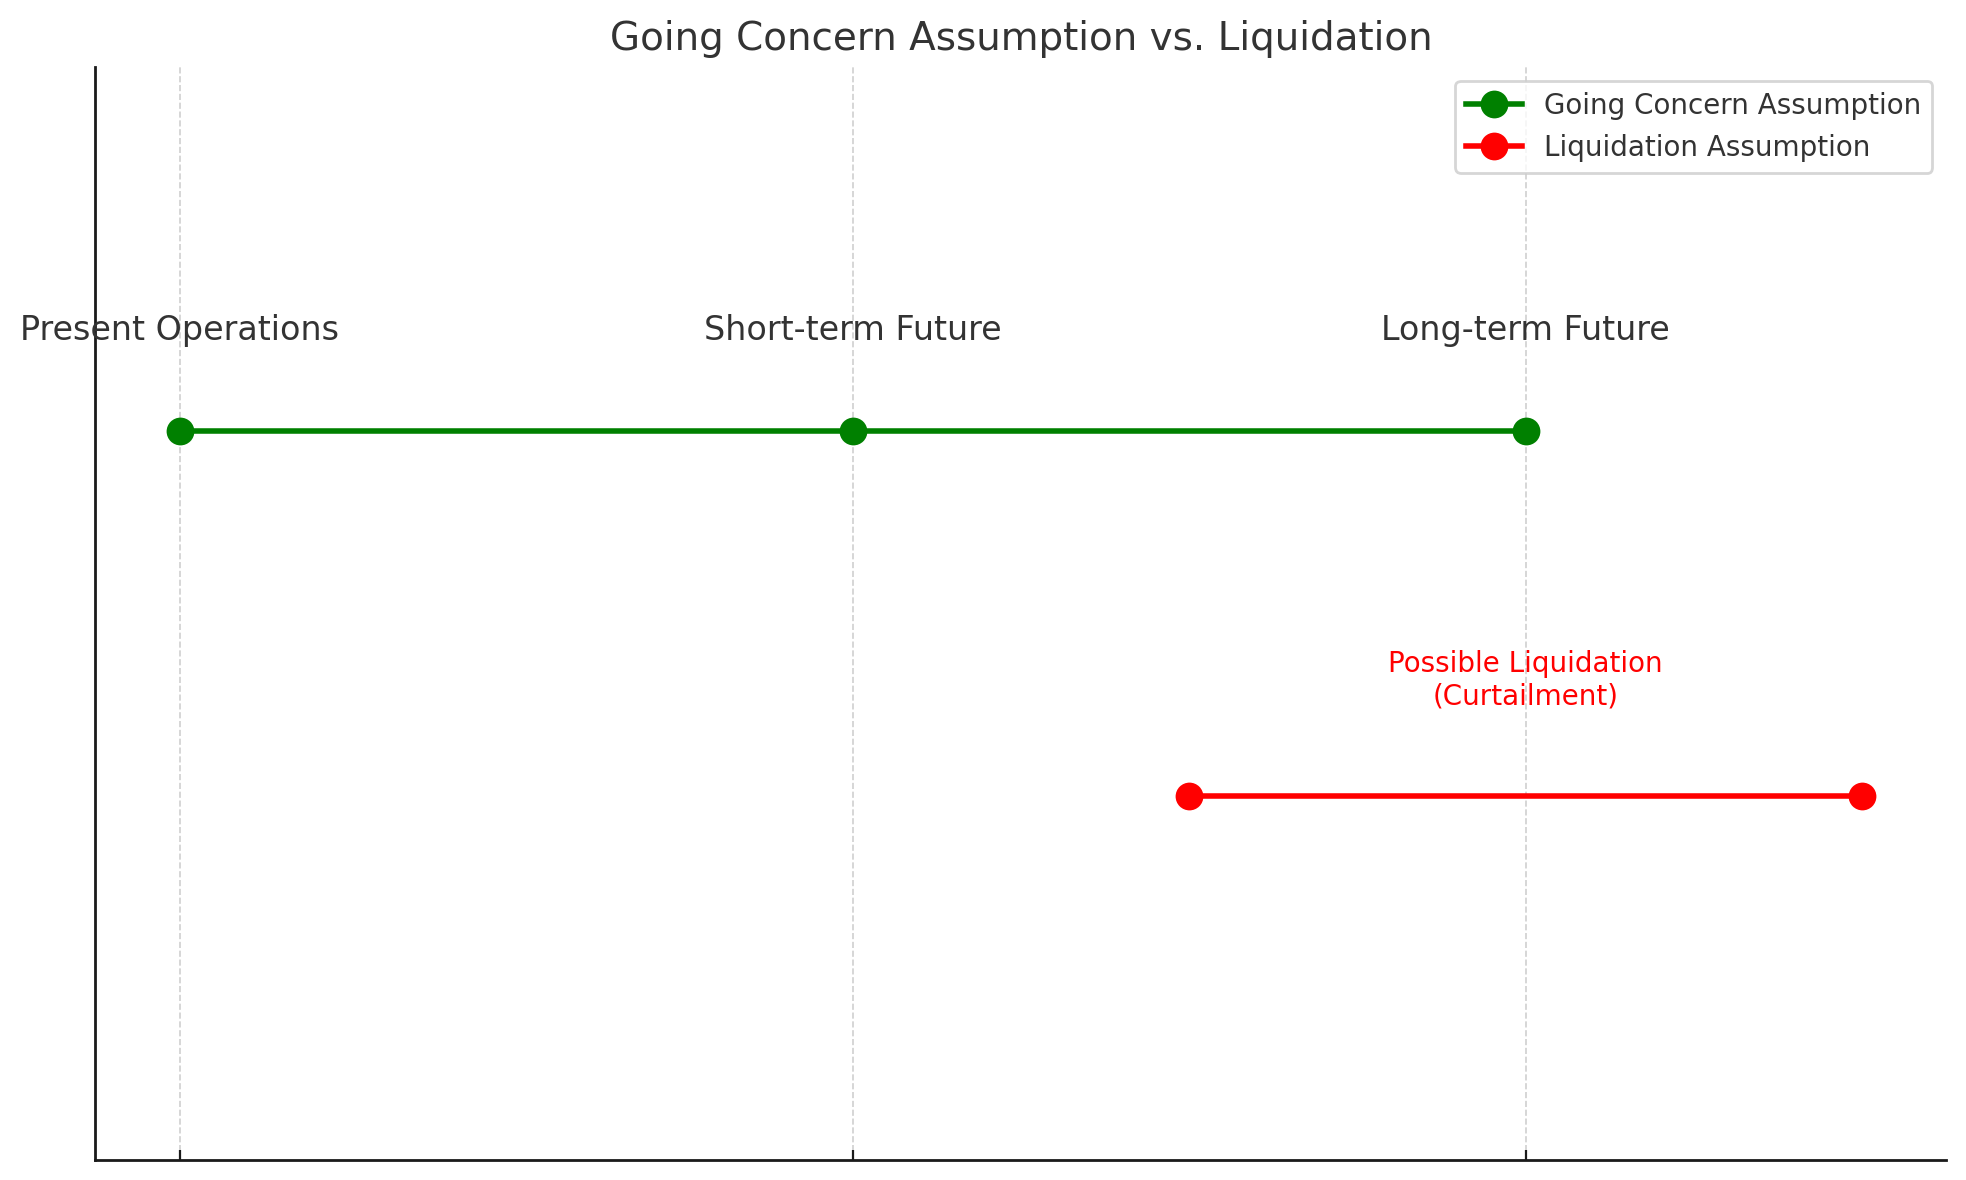 Going Concern Assumption vs. Liquidation
Going Concern Assumption
Liquidation Assumption
Present Operations
Short-term Future
Long-term Future
Possible Liquidation
(Curtailment)